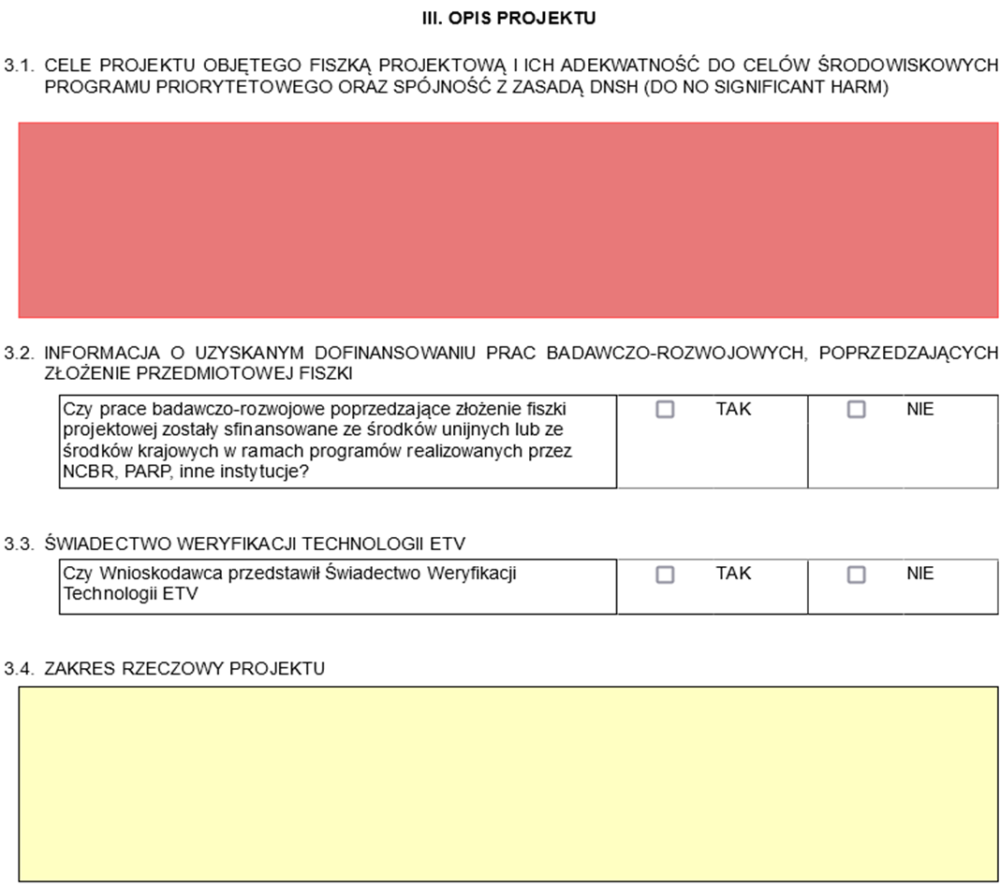 III. OPIS PROJEKTU
3.1. CELE PROJEKTU OBJĘTEGO FISZKĄ PROJEKTOWĄ I ICH ADEKWATNOŚĆ DO CELÓW ŚRODOWISKOWYCH
PROGRAMU PRIORYTETOWEGO ORAZ SPÓJNOŚĆ Z ZASADĄ DNSH (DO NO SIGNIFICANT HARM)
3.2. INFORMACJA O UZYSKANYM DOFINANSOWANIU PRAC BADAWCZO-ROZWOJOWYCH, POPRZEDZAJĄCYCH
ZŁOŻENIE PRZEDMIOTOWEJ FISZKI
Czy prace badawczo-rozwojowe poprzedzające złożenie fiszki
projektowej zostały sfinansowane ze środków unijnych lub ze
środków krajowych w ramach programów realizowanych przez
NCBR, PARP, inne instytucje?
TAK
NIE
3.3. ŚWIADECTWO WERYFIKACJI TECHNOLOGII ETV
Czy Wnioskodawca przedstawił Świadectwo Weryfikacji
Technologii ETV
TAK
NIE
3.4. ZAKRES RZECZOWY PROJEKTU